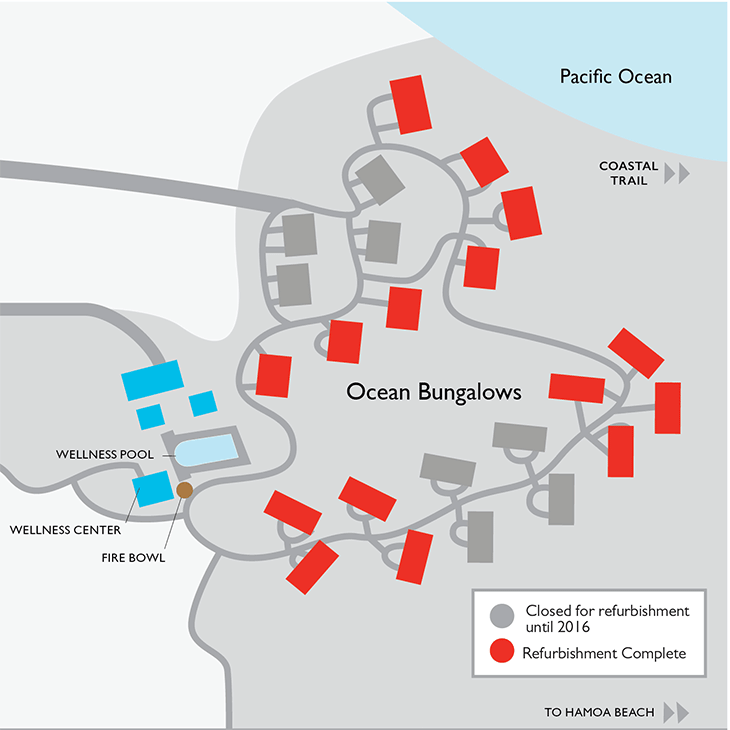 Pacific Ocean
COASTAL
TRAIL
Ocean Bungalows
WELLNESS POOL
WELLNESS CENTER
FIRE BOWL
Closed for refurbishment
until 2016
Refurbishment Complete
TO HAMOA BEACH